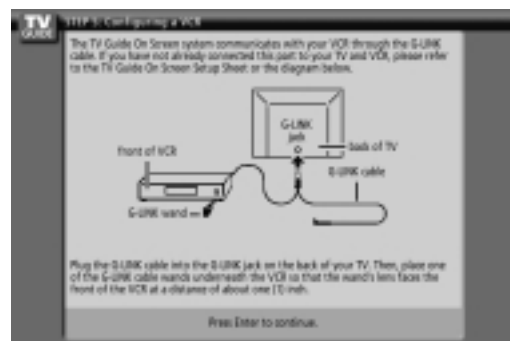 TV
GUIDE
STEP 3: Configuring a VCR
The TV Guide On Screen system communicates with your VCR through the G-LINK
cable. If you have not already connected this part to your TV and VCR, please refer
to the TV Guide On Screen Setup Sheet or the diagram below.
G-LINK
jack
front of VCR
back of TV
G-LINK cable
G-LINK wand
Plug the G-LINK cable into the G-LINK jack on the back of your TV. Then, place one
of the G-LINK cable wands underneath the VCR so that the wand's lens faces the
front of the VCR at a distance of about one (1) inch.
Press Enter to continue.